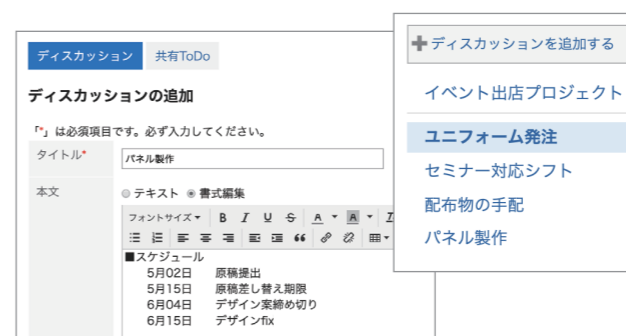 ディスカッション 共有ToDo
ディスカッションの追加
「*」は必須項目です。必ず入力してください。
タイトル* パネル製作
本文 テキスト 書式編集
フォントサイズ B I U S A A I
■スケジュール
5月02日 原稿提出
5月15日 原稿差し替え期限
6月04日 デザイン案締め切り
6月15日 デザインfix
ディスカッションを追加する
イベント出店プロジェクト
ユニフォーム発注
セミナー対応シフト
配布物の手配
パネル製作